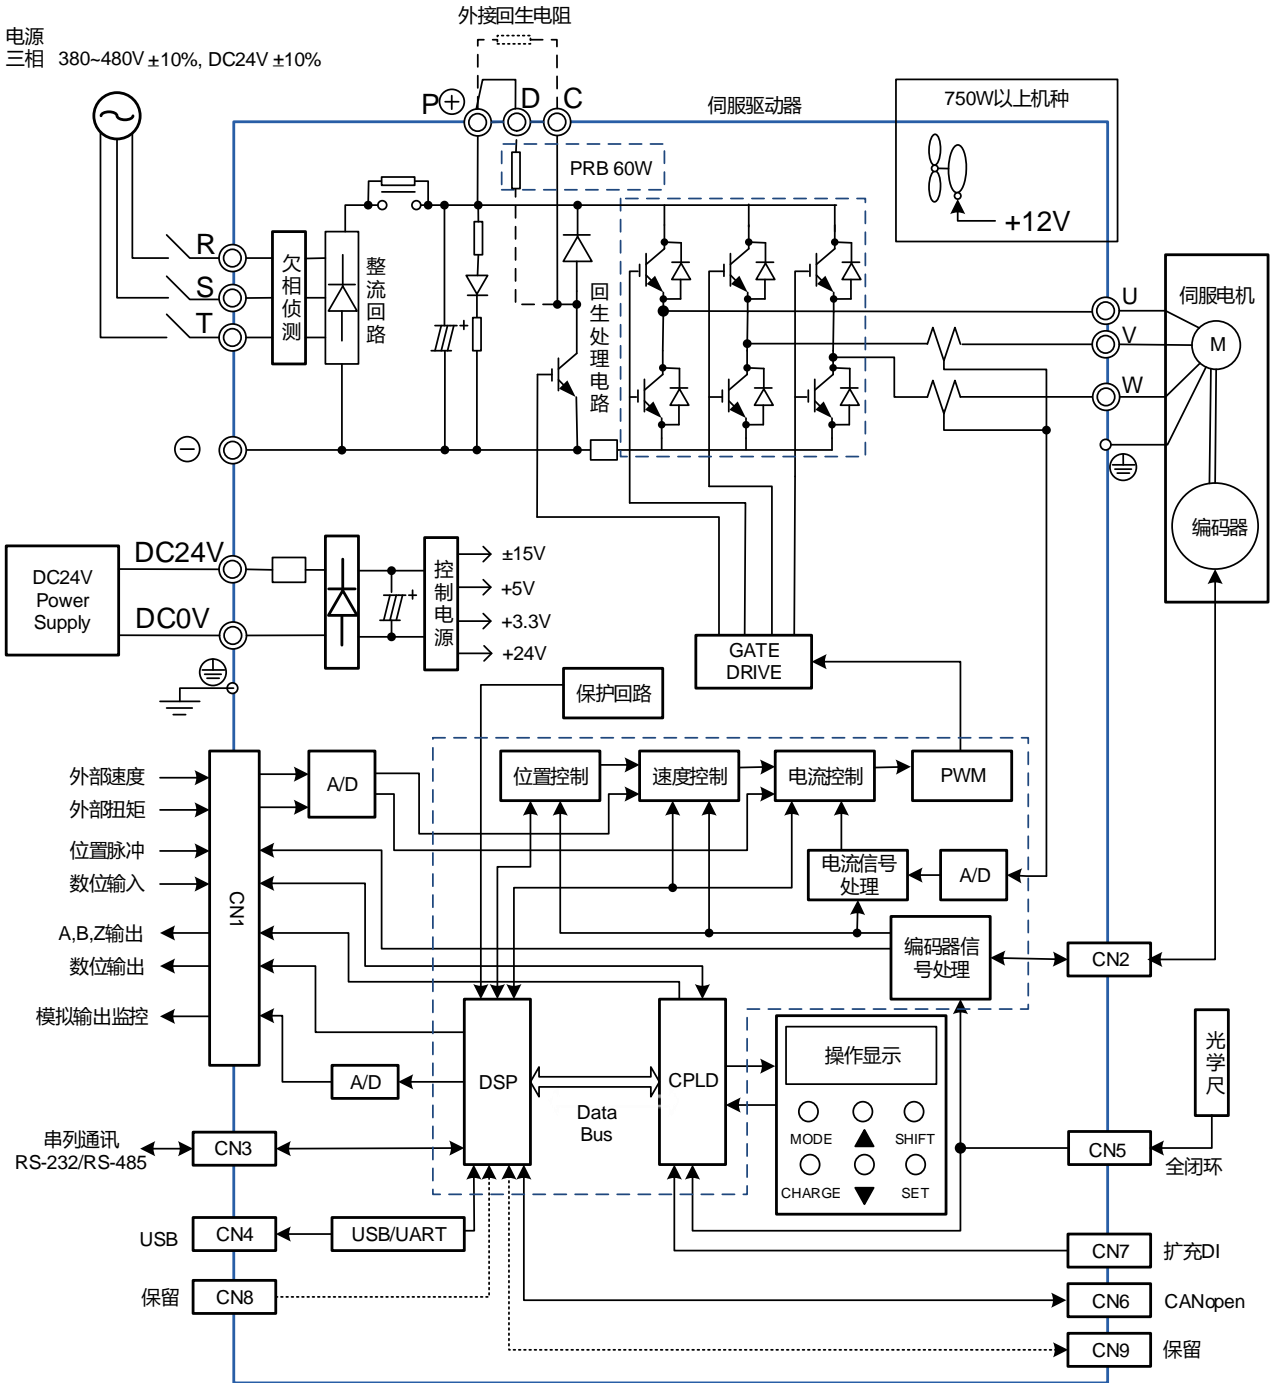 外接回生电阻
电源
三相 380~480V ±10%, DC24V ±10%
P⊕
D
C
伺服驱动器
750W以上机种
PRB 60W
+12V
R
S
T
欠相侦测
整流回路
+
回生处理电路
U
V
W
伺服电机
M
编码器
⊖
DC24V
Power
Supply
DC24V
DC0V
+
控制电源
±15V
+5V
+3.3V
+24V
GATE
DRIVE
保护回路
外部速度
外部扭矩
位置脉冲
数位输入
A,B,Z输出
数位输出
模拟输出监控
CN1
A/D
位置控制
速度控制
电流控制
PWM
电流信号
处理
A/D
编码器信
号处理
CN2
A/D
DSP
Data
Bus
CPLD
操作显示
MODE
▲
SHIFT
CHARGE
▼
SET
光学尺
串列通讯
RS-232/RS-485
CN3
CN5
全闭环
USB
CN4
USB/UART
CN7
扩充DI
保留
CN8
CN6
CANopen
CN9
保留